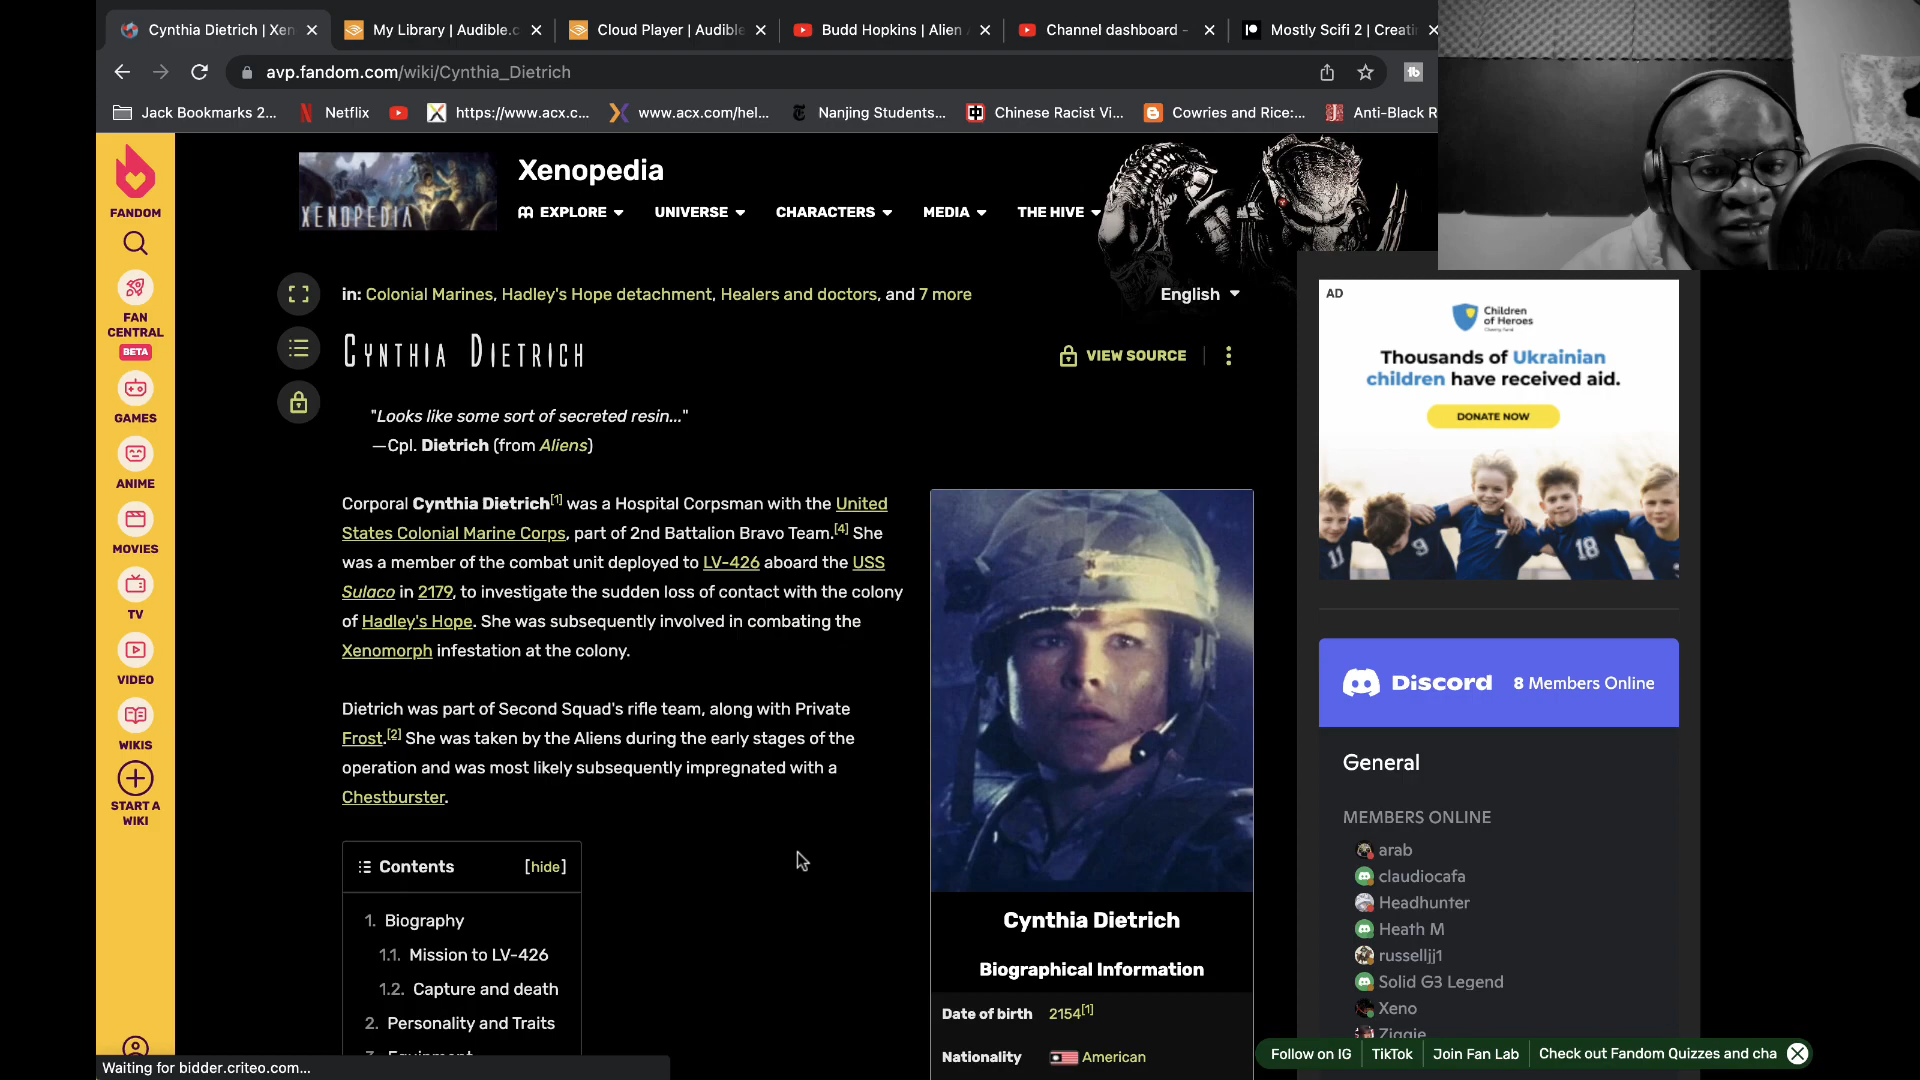 Cynthia Dietrich | Xen
My Library | Audible.c
Cloud Player | Audible
Budd Hopkins | Alien
Channel dashboard -
Mostly Scifi 2 | Creati
avp.fandom.com/wiki/Cynthia_Dietrich
Jack Bookmarks 2...
Netflix
https://www.acx.c...
www.acx.com/hel...
Nanjing Students...
Chinese Racist Vi...
Cowries and Rice:...
Anti-Black R
FANDOM
FAN
CENTRAL
BETA
GAMES
ANIME
MOVIES
TV
VIDEO
WIKIS
START A
WIKI
XENOPEDIA
Xenopedia
EXPLORE
UNIVERSE
CHARACTERS
MEDIA
THE HIVE
in: Colonial Marines, Hadley's Hope detachment, Healers and doctors, and 7 more
English
Cynthia Dietrich
VIEW SOURCE
"Looks like some sort of secreted resin..."
—Cpl. Dietrich (from Aliens)
Corporal Cynthia Dietrich[1] was a Hospital Corpsman with the United
States Colonial Marine Corps, part of 2nd Battalion Bravo Team.[4] She
was a member of the combat unit deployed to LV-426 aboard the USS
Sulaco in 2179, to investigate the sudden loss of contact with the colony
of Hadley's Hope. She was subsequently involved in combating the
Xenomorph infestation at the colony.
Dietrich was part of Second Squad's rifle team, along with Private
Frost.[2] She was taken by the Aliens during the early stages of the
operation and was most likely subsequently impregnated with a
Chestburster.
Contents [hide]
1. Biography
1.1. Mission to LV-426
1.2. Capture and death
2. Personality and Traits
3. Equipment
Cynthia Dietrich
Biographical Information
Date of birth 2154[1]
Nationality American
AD
Children
of Heroes
Charity Fund
Thousands of Ukrainian
children have received aid.
DONATE NOW
11
9
7
18
Discord 8 Members Online
General
MEMBERS ONLINE
arab
claudiocafa
Headhunter
Heath M
russelljj1
Solid G3 Legend
Xeno
Ziggie
Follow on IG
TikTok
Join Fan Lab
Check out Fandom Quizzes and cha
Waiting for bidder.criteo.com...